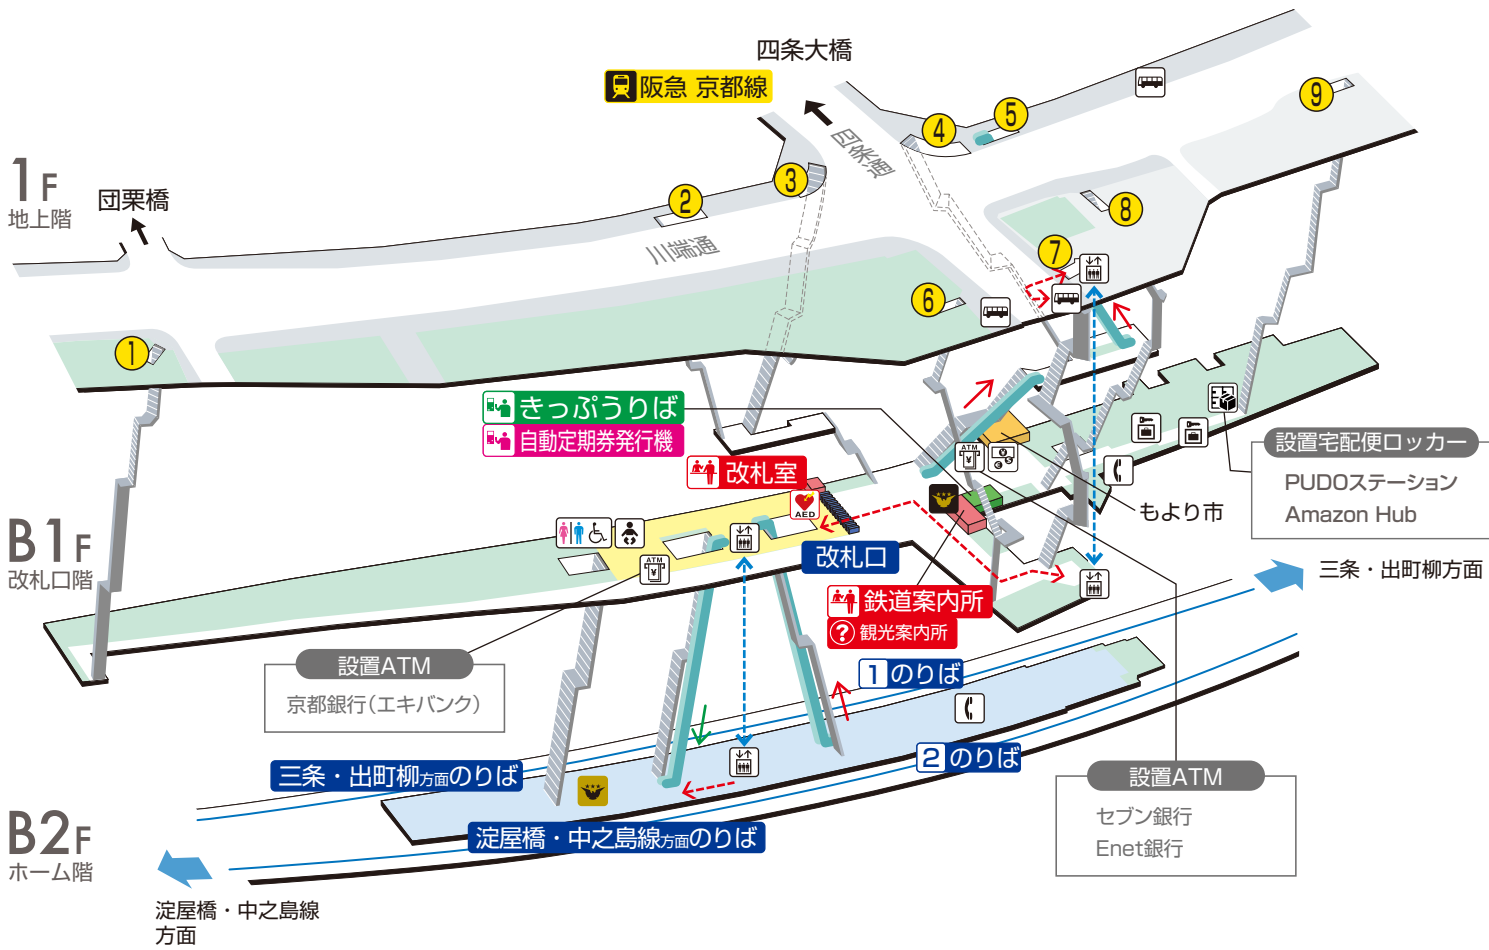 四条大橋
阪急 京都線
四条通
1F
地上階
団栗橋
川端通
1
2
3
4
5
6
7
8
9
きっぷうりば
自動定期券発行機
改札室
AED
ATM
設置宅配便ロッカー
PUDOステーション
Amazon Hub
もより市
B1F
改札口階
ATM
改札口
鉄道案内所
? 観光案内所
三条・出町柳方面
設置ATM
京都銀行(エキバンク)
1 のりば
2 のりば
三条・出町柳方面のりば
淀屋橋・中之島線方面のりば
設置ATM
セブン銀行
Enet銀行
B2F
ホーム階
淀屋橋・中之島線
方面